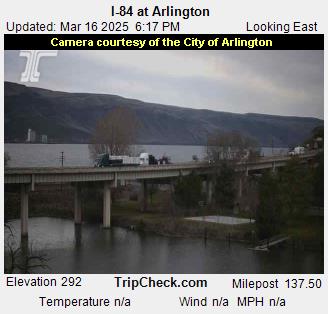 I-84 at Arlington
Updated: Mar 16 2025 6:17 PM Looking East
Camera courtesy of the City of Arlington
Elevation 292 TripCheck.com Milepost 137.50
Temperature n/a Wind n/a MPH n/a